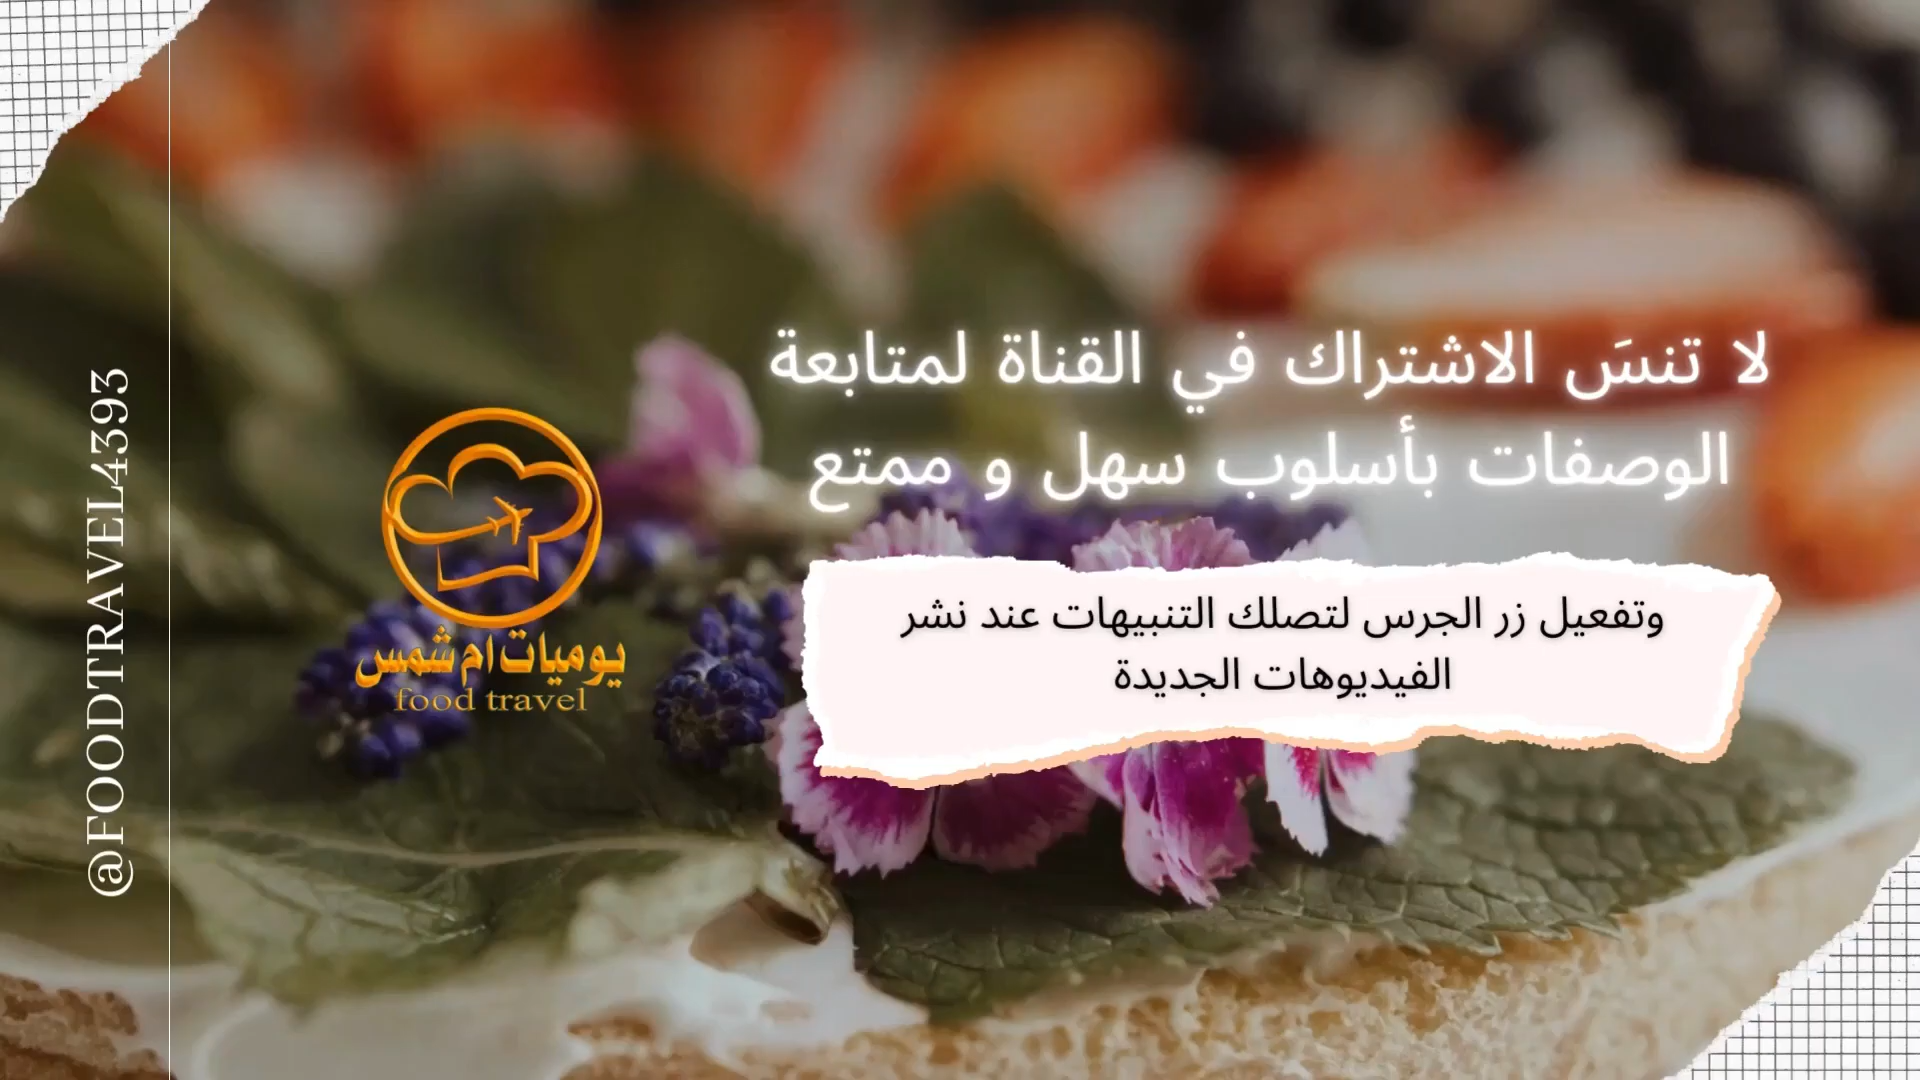 لا تنسَ الاشتراك في القناة لمتابعة
الوصفات بأسلوب سهل و ممتع
وتفعيل زر الجرس لتصلك التنبيهات عند نشر
الفيديوهات الجديدة
يوميات ام شمس
food travel
@FOODTRAVEL4393